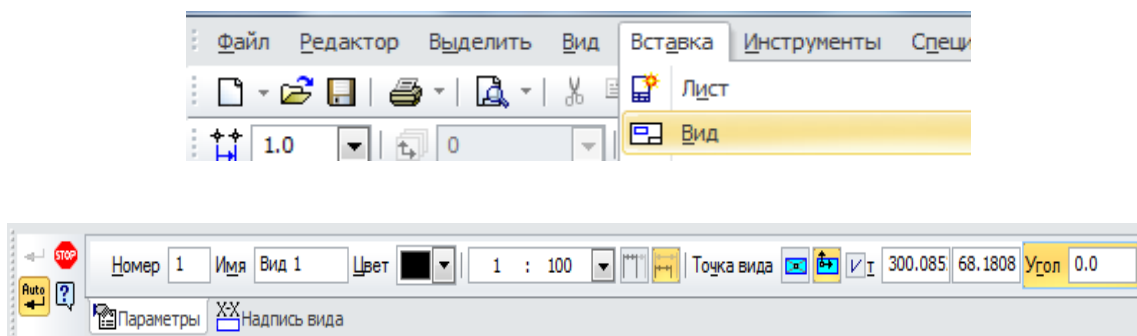 Файл Редактор Выделить Вид Вставка Инструменты Специ
Лист
1.0 0 Вид
STOP
Номер 1 Имя Вид 1 Цвет 1 : 100 Точка вида т 300.085 68.1808 Угол 0.0
Auto
Параметры X-X Надпись вида